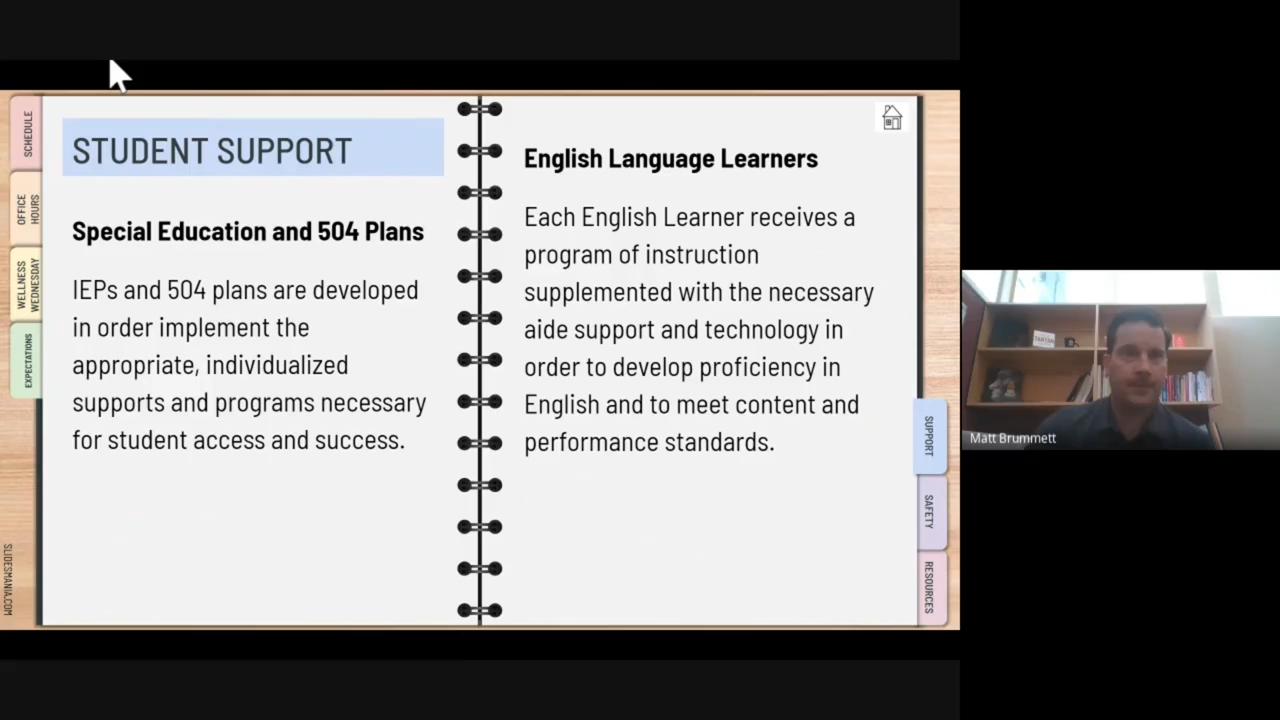 SCHEDULE
OFFICE
HOURS
WELLNESS
WEDNESDAY
EXPECTATIONS
SLIDESMANIA.COM
STUDENT SUPPORT
Special Education and 504 Plans
IEPs and 504 plans are developed
in order implement the
appropriate, individualized
supports and programs necessary
for student access and success.
English Language Learners
Each English Learner receives a
program of instruction
supplemented with the necessary
aide support and technology in
order to develop proficiency in
English and to meet content and
performance standards.
SUPPORT
SAFETY
RESOURCES
TARTAN
Matt Brummett